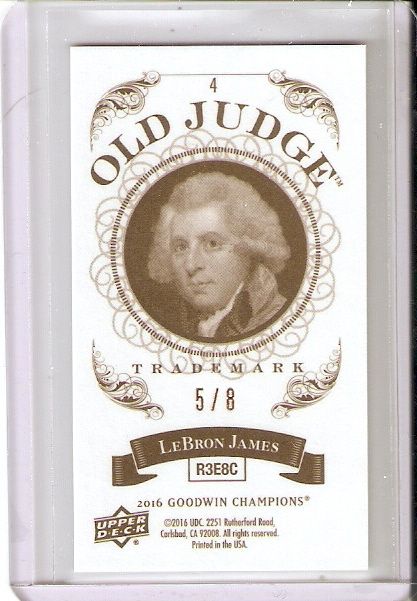 4
OLD JUDGE™
TRADEMARK
5/8
LEBRON JAMES
R3E8C
2016 GOODWIN CHAMPIONS®
UPPER DECK®
©2016 UDC. 2251 Rutherford Road,
Carlsbad, CA 92008. All rights reserved.
Printed in the USA.